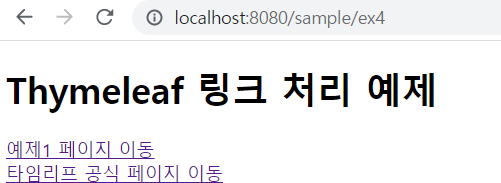 localhost:8080/sample/ex4
Thymeleaf 링크 처리 예제
예제1 페이지 이동
타임리프 공식 페이지 이동